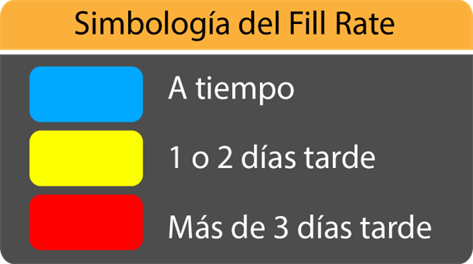 Simbología del Fill Rate
A tiempo
1 o 2 días tarde
Más de 3 días tarde